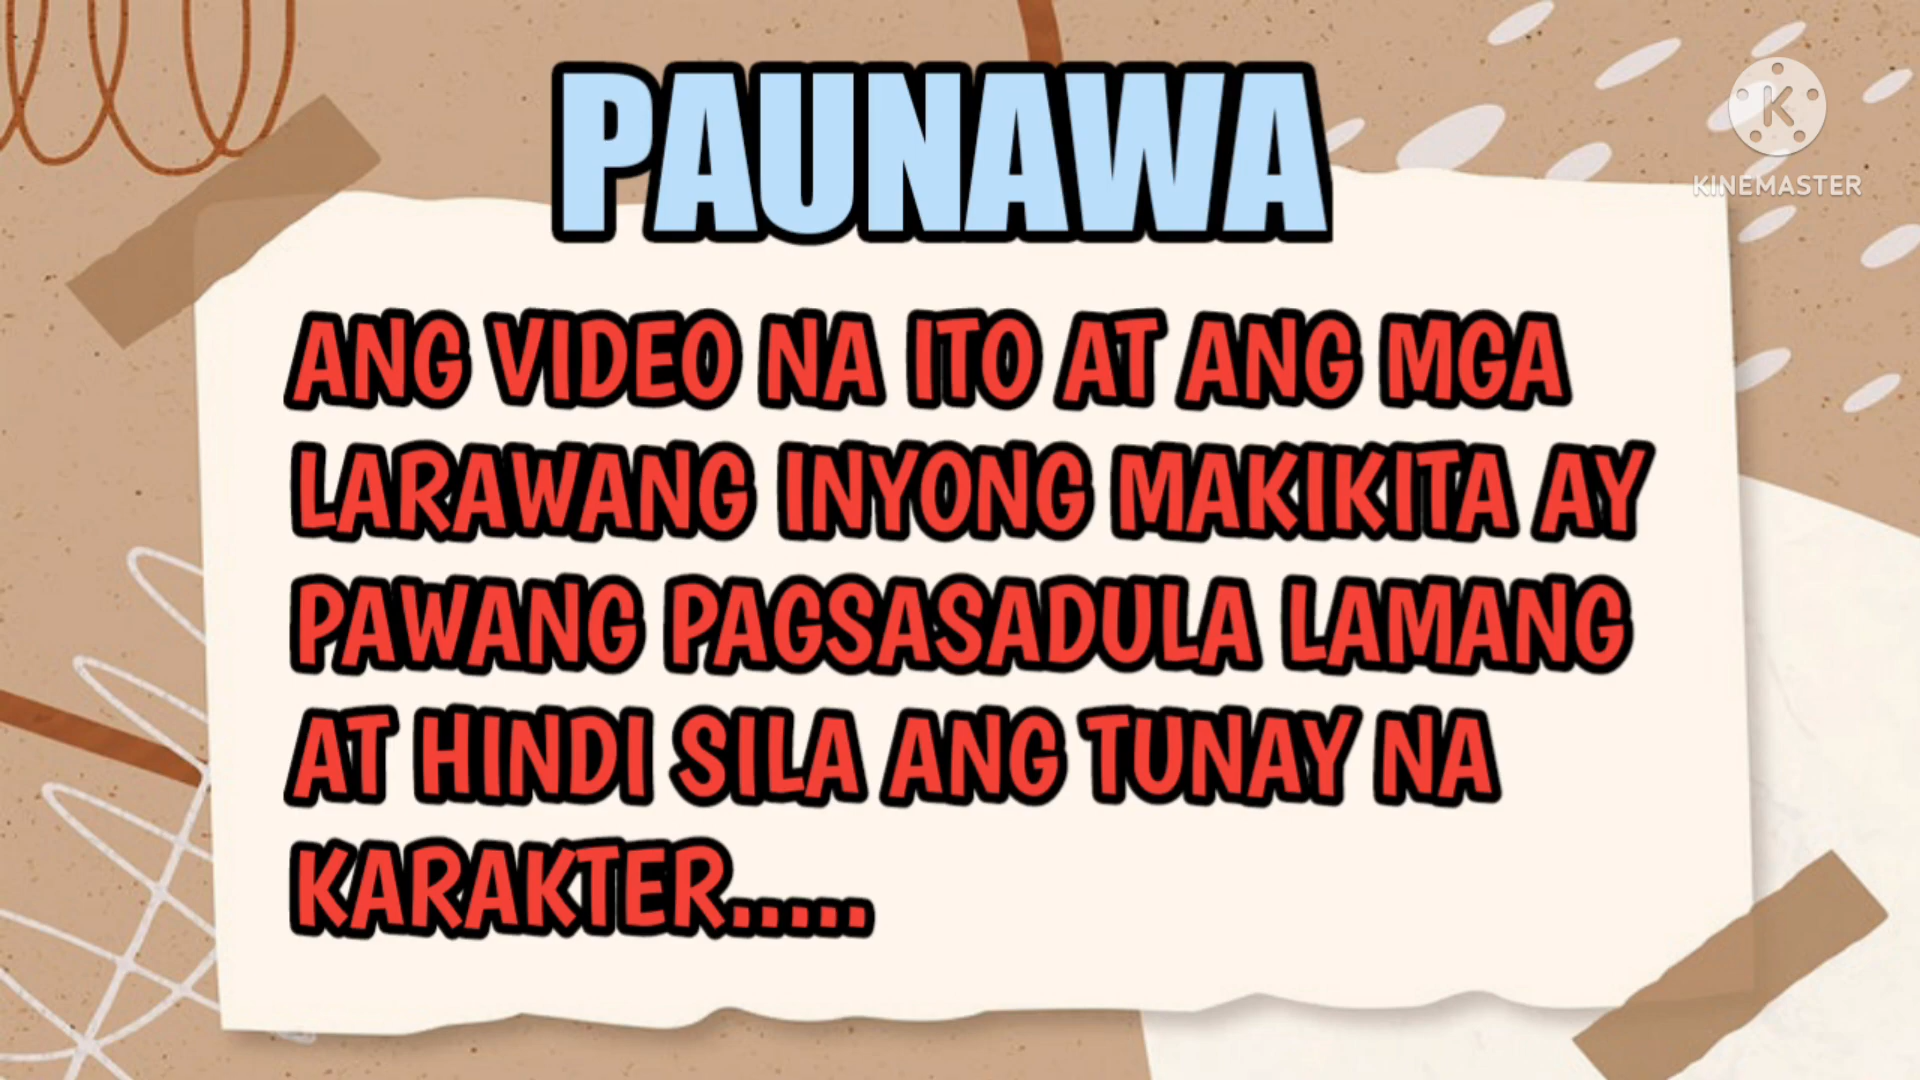 PAUNAWA
K
KINEMASTER
ANG VIDEO NA ITO AT ANG MGA
LARAWANG INYONG MAKIKITA AY
PAWANG PAGSASADULA LAMANG
AT HINDI SILA ANG TUNAY NA
KARAKTER.....